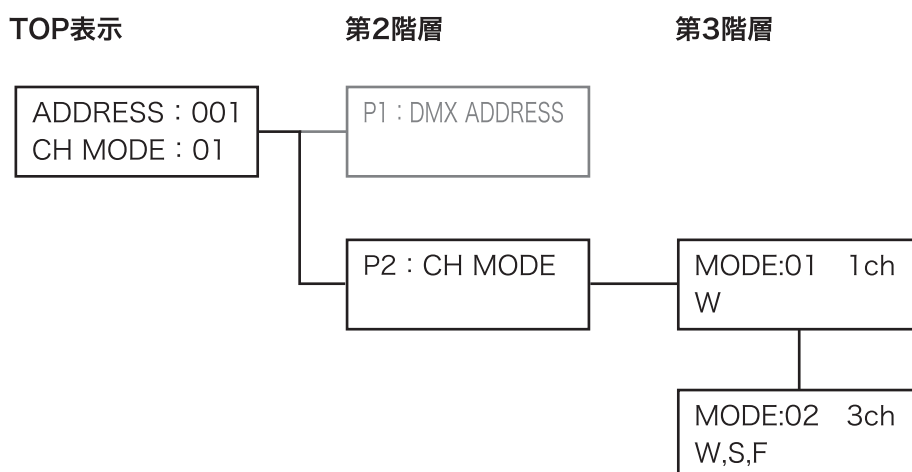 TOP表示
第2階層
第3階層
ADDRESS：001
CH MODE：01
P1：DMX ADDRESS
P2：CH MODE
MODE:01　1ch
W
MODE:02　3ch
W,S,F